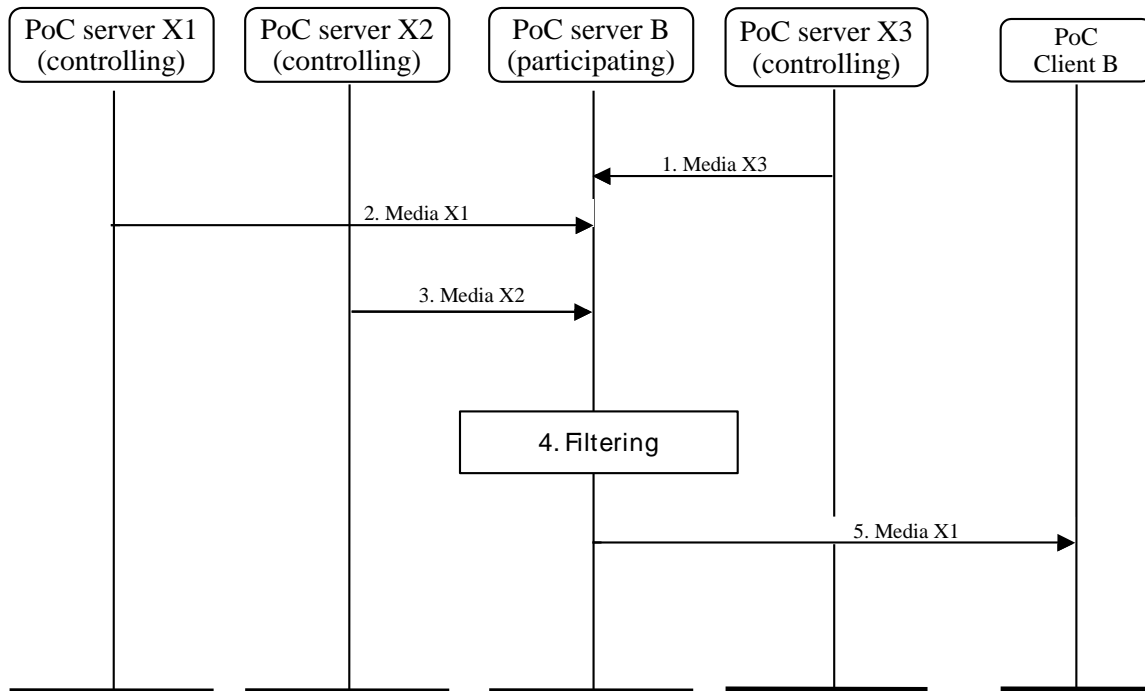 PoC server X1
(controlling)
PoC server X2
(controlling)
PoC server B
(participating)
PoC server X3
(controlling)
PoC
Client B
1. Media X3
2. Media X1
3. Media X2
4. Filtering
5. Media X1